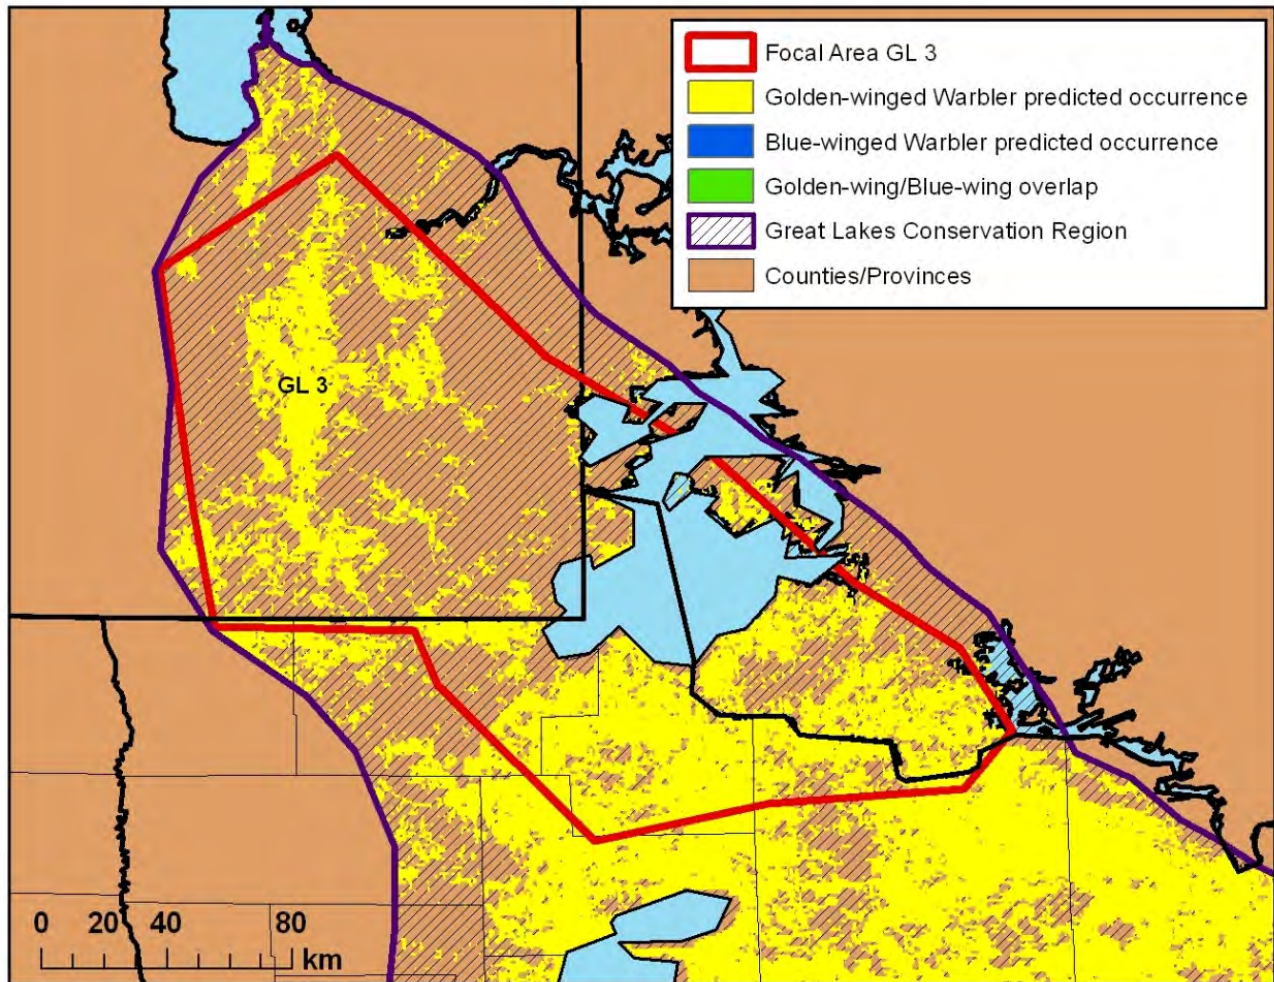 Focal Area GL 3
Golden-winged Warbler predicted occurrence
Blue-winged Warbler predicted occurrence
Golden-wing/Blue-wing overlap
Great Lakes Conservation Region
Counties/Provinces
GL 3
0 20 40 80
km